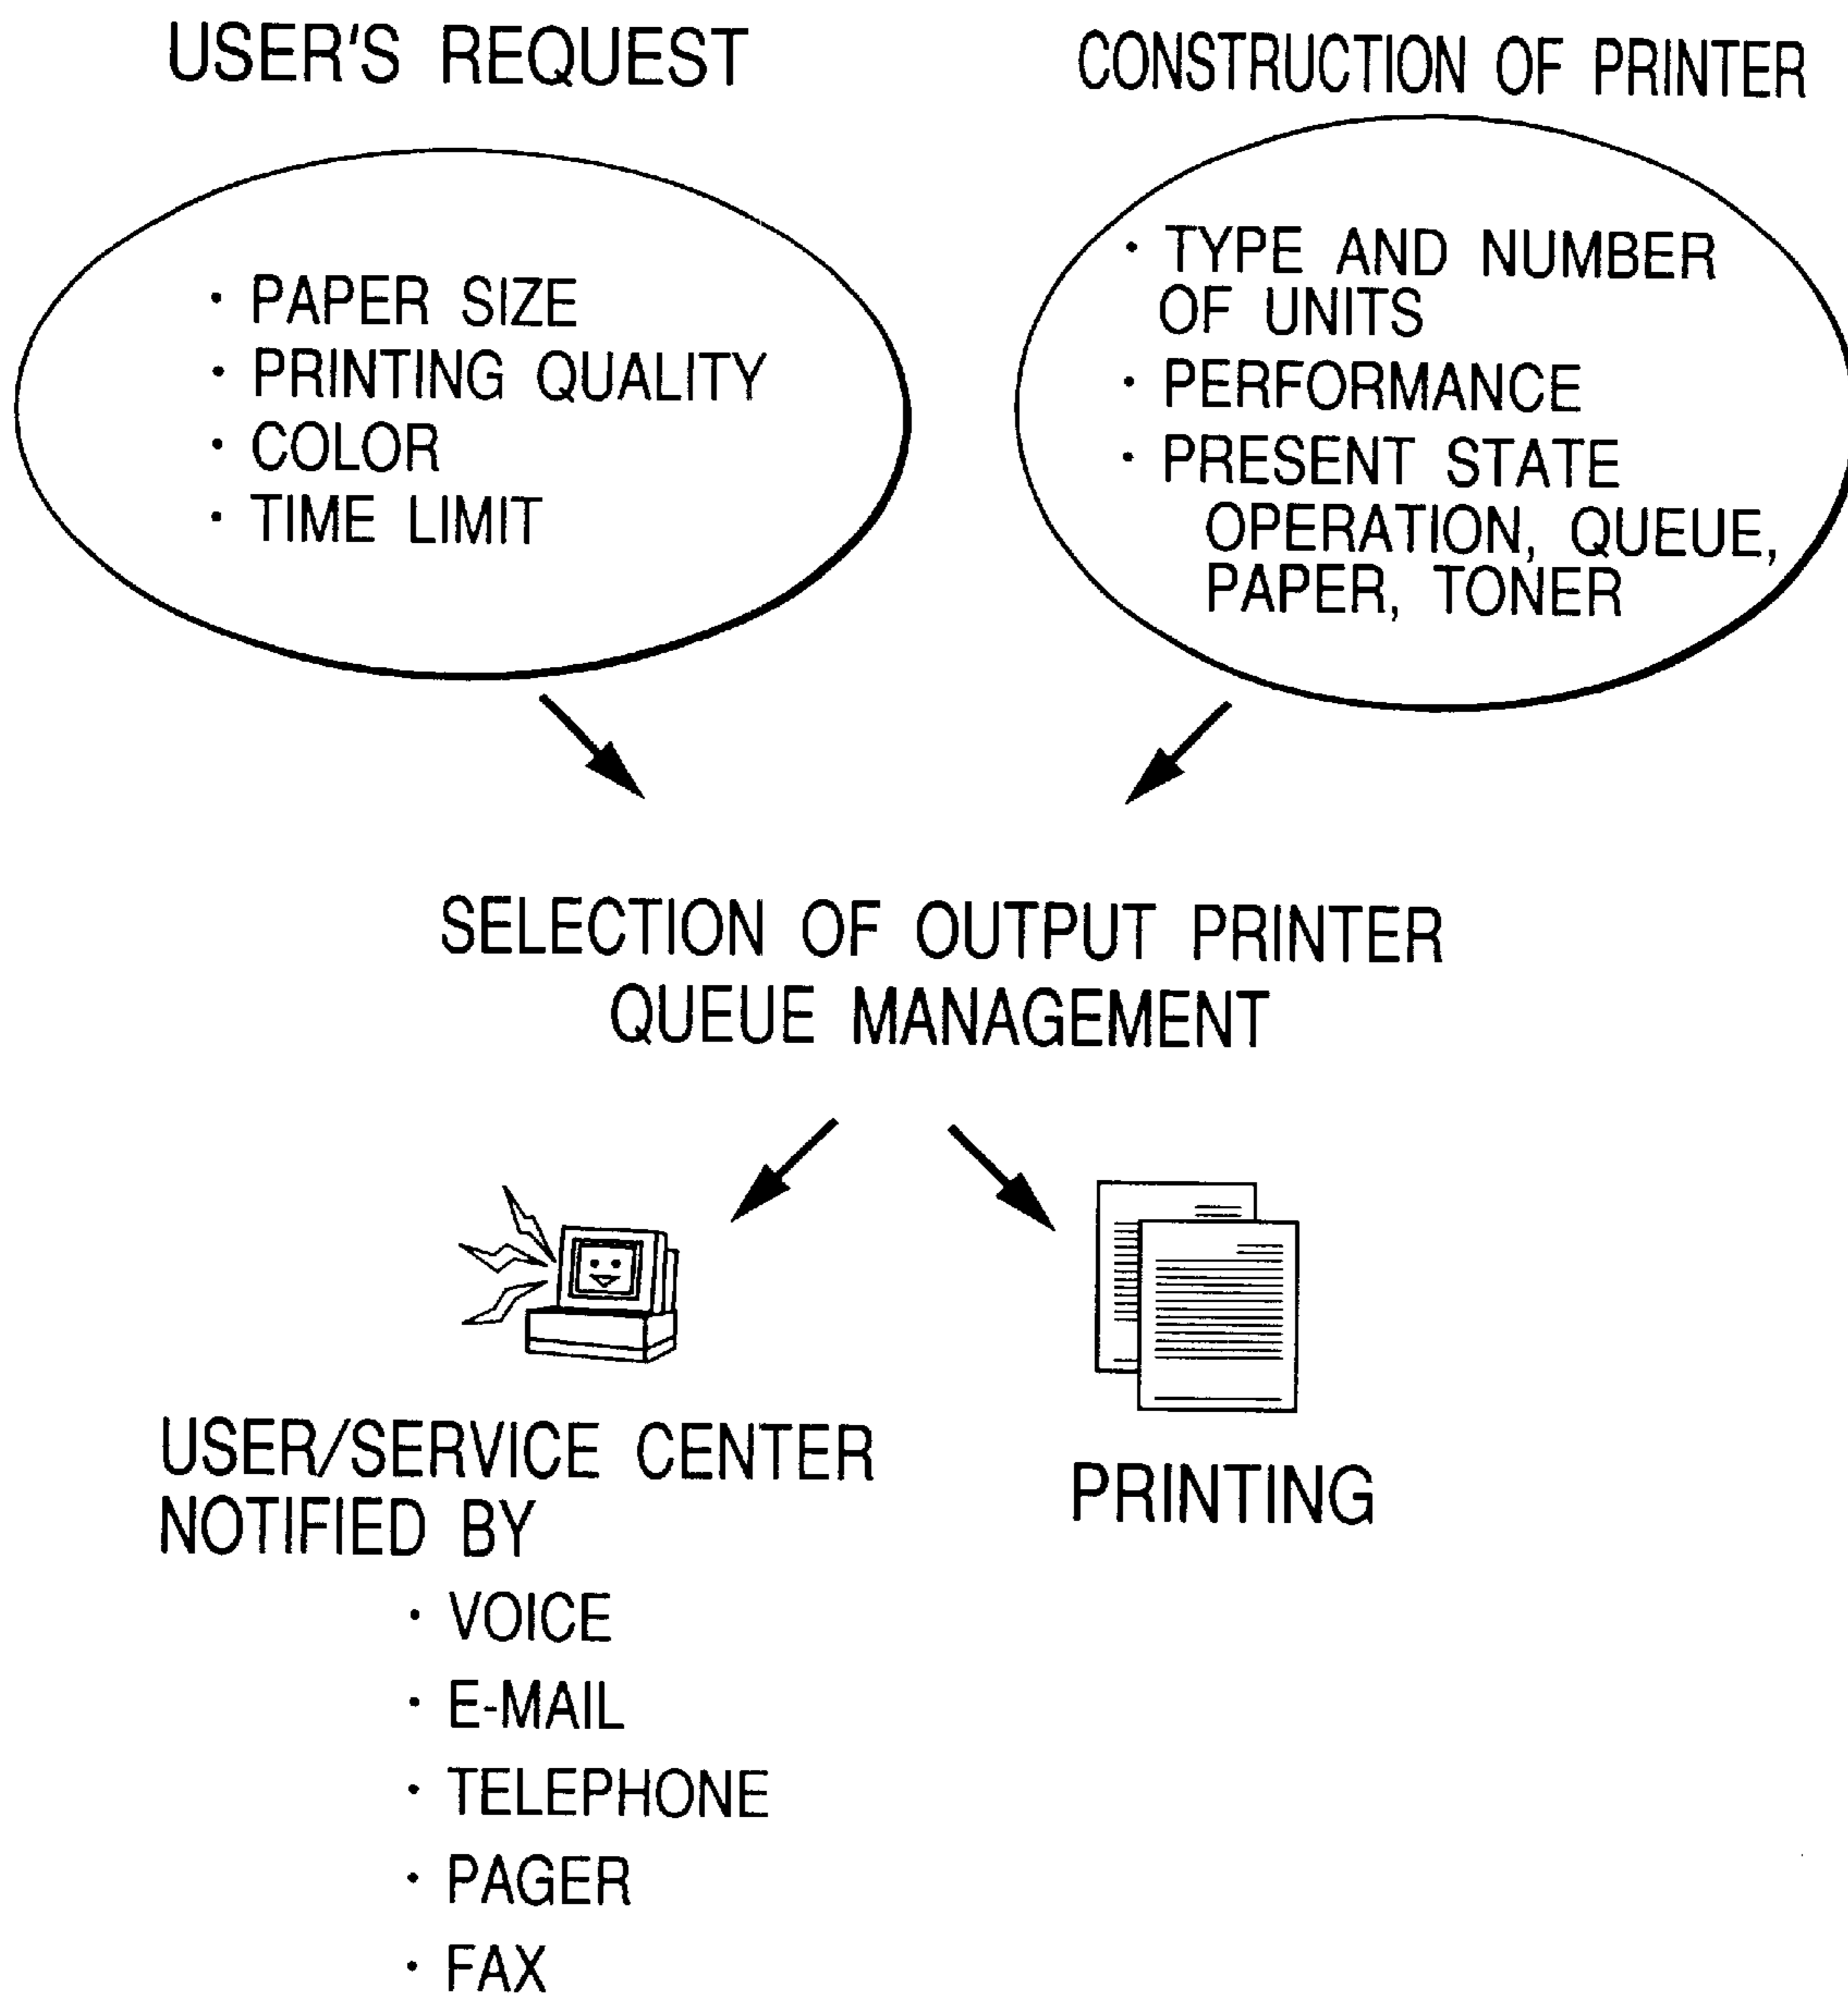 USER'S REQUEST
· PAPER SIZE
· PRINTING QUALITY
· COLOR
· TIME LIMIT
CONSTRUCTION OF PRINTER
· TYPE AND NUMBER
OF UNITS
· PERFORMANCE
· PRESENT STATE
OPERATION, QUEUE,
PAPER, TONER
SELECTION OF OUTPUT PRINTER
QUEUE MANAGEMENT
USER/SERVICE CENTER
NOTIFIED BY
· VOICE
· E-MAIL
· TELEPHONE
· PAGER
· FAX
PRINTING